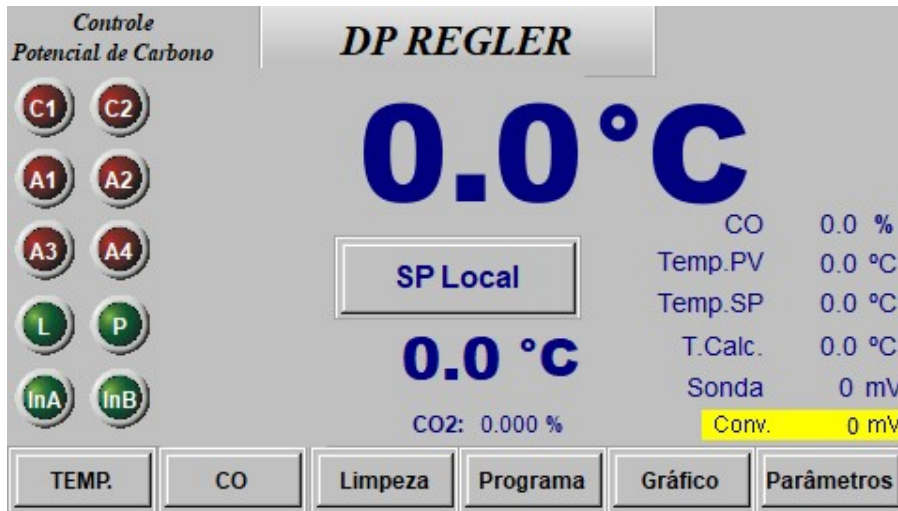 Controle
Potencial de Carbono
DP REGLER
C1 C2
A1 A2
A3 A4
L P
InA InB
0.0 °C
SP Local
0.0 °C
CO2: 0.000 %
CO 0.0 %
Temp.PV 0.0 ºC
Temp.SP 0.0 ºC
T.Calc. 0.0 ºC
Sonda 0 mV
Conv. 0 mV
TEMP. CO Limpeza Programa Gráfico Parâmetros